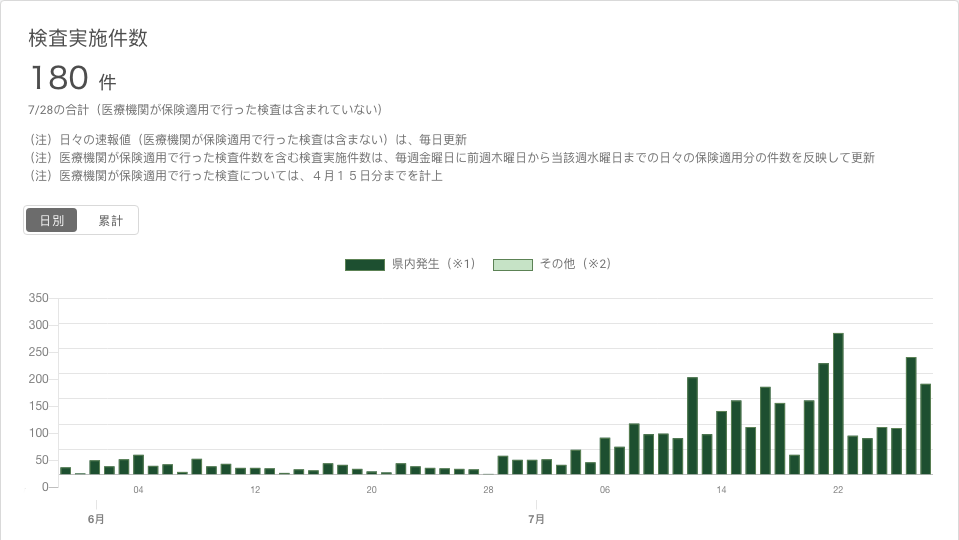 検査実施件数
180 件
7/28の合計（医療機関が保険適用で行った検査は含まれていない）
（注）日々の速報値（医療機関が保険適用で行った検査は含まない）は、毎日更新
（注）医療機関が保険適用で行った検査件数を含む検査実施件数は、毎週金曜日に前週木曜日から当該週水曜日までの日々の保険適用分の件数を反映して更新
（注）医療機関が保険適用で行った検査については、４月１５日分までを計上
日別 累計
県内発生（※1） その他（※2）
350
300
250
200
150
100
50
0
04 12 20 28 06 14 22
6月 7月